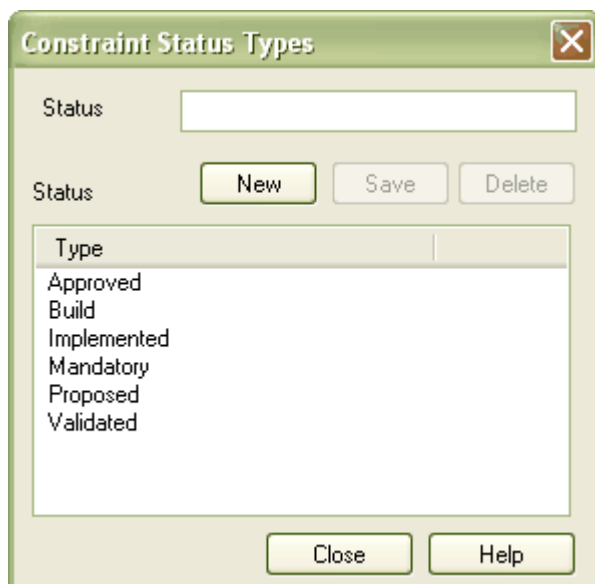 Constraint Status Types
Status
Status New Save Delete
Type
Approved
Build
Implemented
Mandatory
Proposed
Validated
Close Help